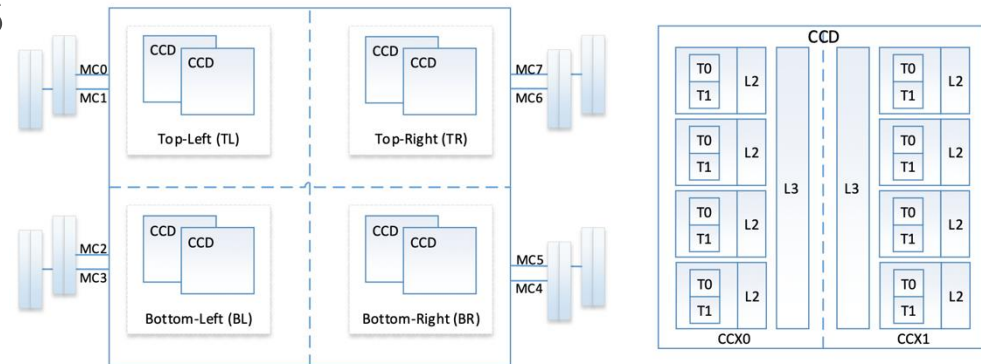 MC0
MC1
CCD
CCD
Top-Left (TL)
CCD
CCD
Top-Right (TR)
MC7
MC6
MC2
MC3
CCD
CCD
Bottom-Left (BL)
CCD
CCD
Bottom-Right (BR)
MC5
MC4
CCD
T0
T1
L2
T0
T1
L2
T0
T1
L2
T0
T1
L2
L3
L3
T0
T1
L2
T0
T1
L2
T0
T1
L2
T0
T1
L2
CCX0
CCX1